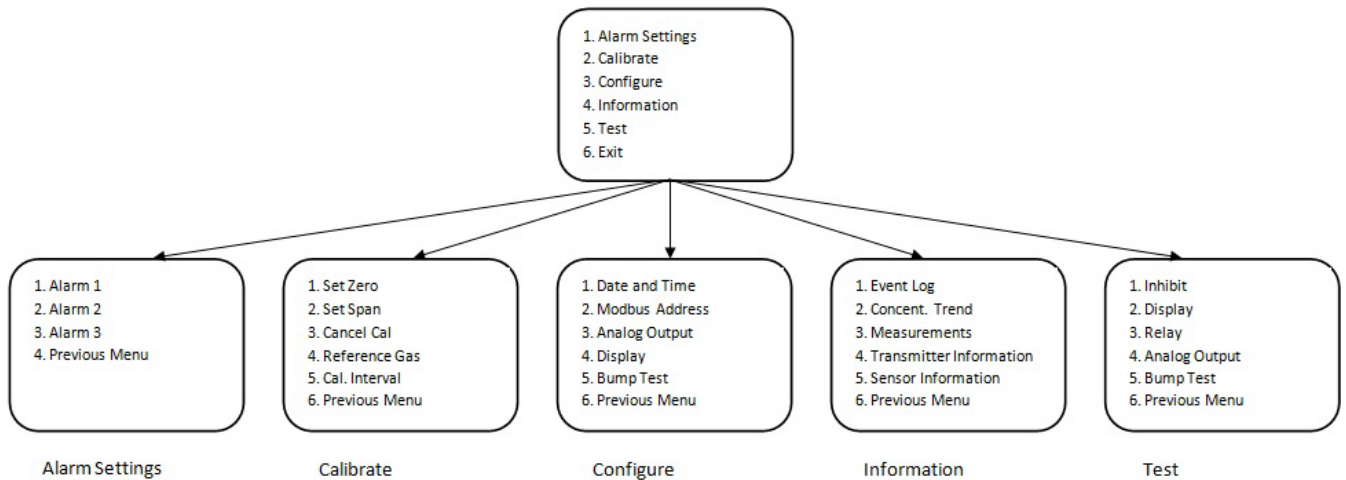 1. Alarm Settings
2. Calibrate
3. Configure
4. Information
5. Test
6. Exit
1. Alarm 1
2. Alarm 2
3. Alarm 3
4. Previous Menu
1. Set Zero
2. Set Span
3. Cancel Cal
4. Reference Gas
5. Cal. Interval
6. Previous Menu
1. Date and Time
2. Modbus Address
3. Analog Output
4. Display
5. Bump Test
6. Previous Menu
1. Event Log
2. Concent. Trend
3. Measurements
4. Transmitter Information
5. Sensor Information
6. Previous Menu
1. Inhibit
2. Display
3. Relay
4. Analog Output
5. Bump Test
6. Previous Menu
Alarm Settings
Calibrate
Configure
Information
Test